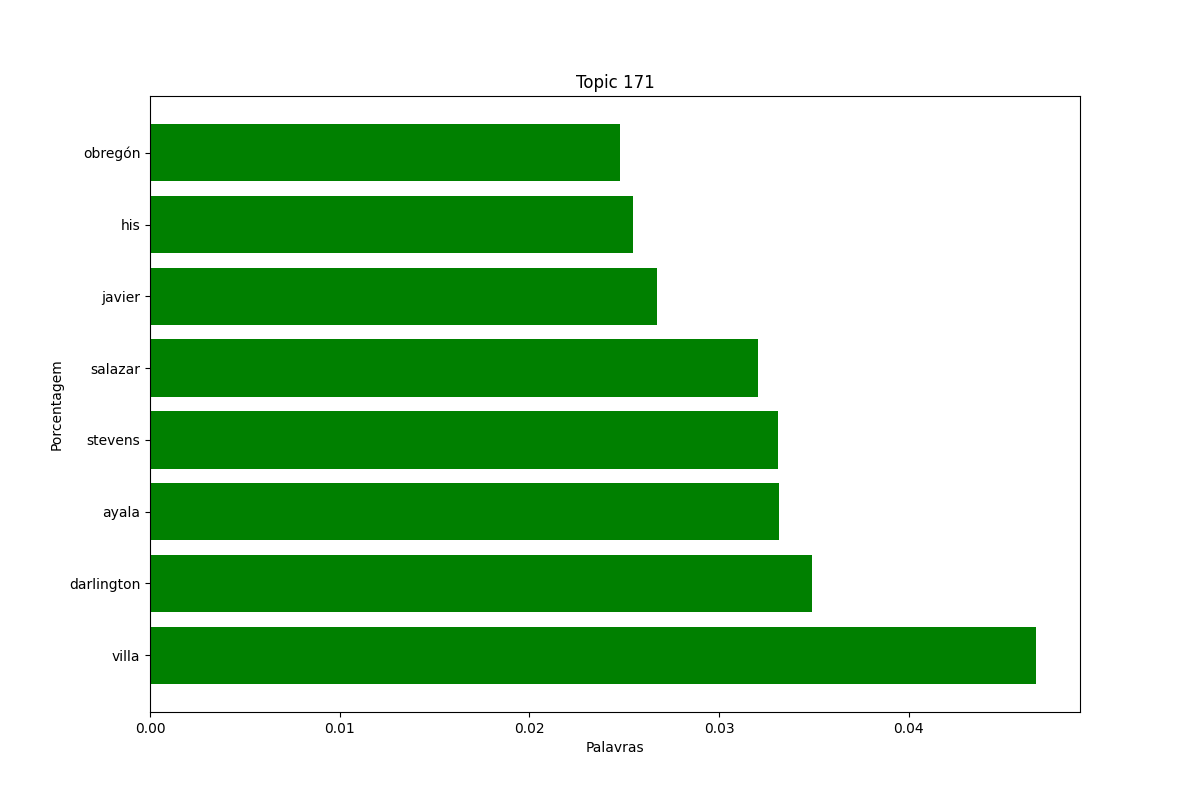 Topic 171
obregón
his
javier
salazar
stevens
ayala
darlington
villa
Porcentagem
0.00 0.01 0.02 0.03 0.04
Palavras